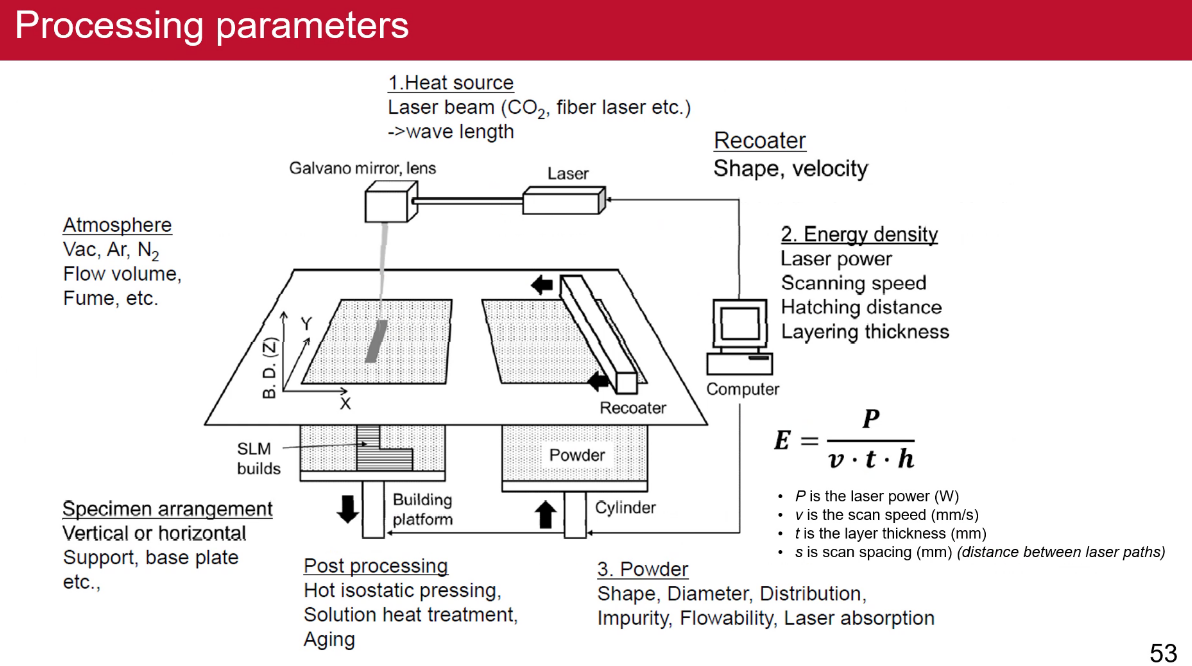 Processing parameters
1.Heat source
Laser beam (CO₂, fiber laser etc.)
->wave length
Recoater
Shape, velocity
Galvano mirror, lens
Laser
Atmosphere
Vac, Ar, N₂
Flow volume,
Fume, etc.
2. Energy density
Laser power
Scanning speed
Hatching distance
Layering thickness
B. D. (Z)
Y
X
Recoater
Computer
SLM
builds
Powder
Building
platform
Cylinder
E = P / v · t · h
• P is the laser power (W)
• v is the scan speed (mm/s)
• t is the layer thickness (mm)
• s is scan spacing (mm) (distance between laser paths)
Specimen arrangement
Vertical or horizontal
Support, base plate
etc.,
Post processing
Hot isostatic pressing,
Solution heat treatment,
Aging
3. Powder
Shape, Diameter, Distribution,
Impurity, Flowability, Laser absorption
53